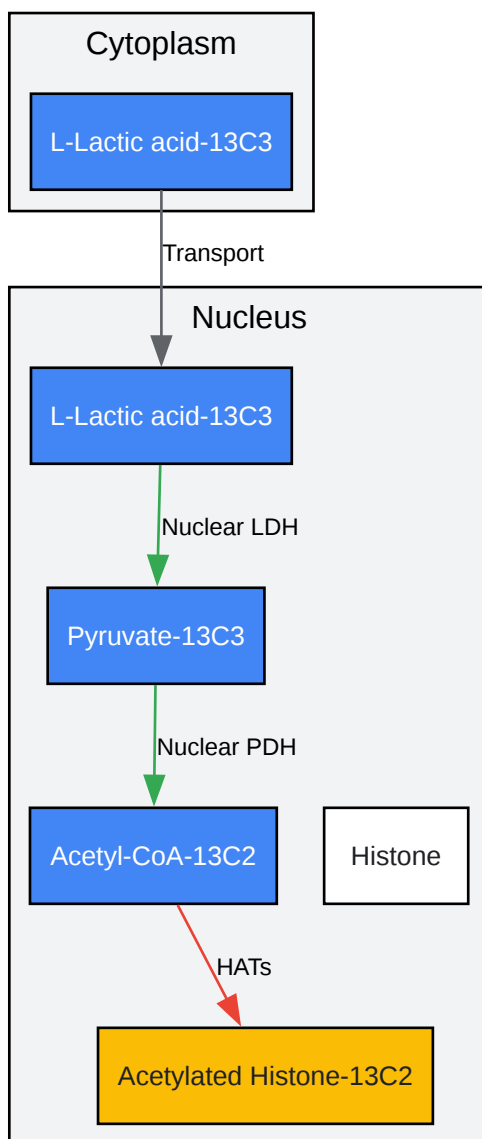 Cytoplasm
L-Lactic acid-13C3
Transport
Nucleus
L-Lactic acid-13C3
Nuclear LDH
Pyruvate-13C3
Nuclear PDH
Acetyl-CoA-13C2
Histone
HATs
Acetylated Histone-13C2